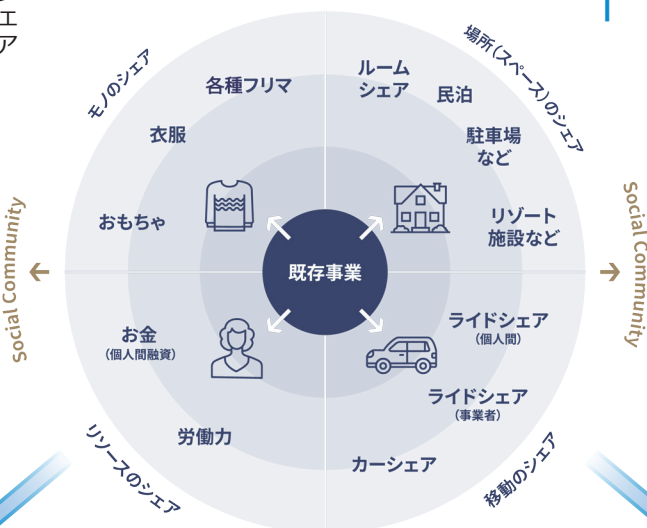 ェ
ア
モノのシェア
各種フリマ
衣服
おもちゃ
場所(スペース)のシェア
ルーム
シェア
民泊
駐車場
など
リゾート
施設など
既存事業
Social Community
Social Community
お金
(個人間融資)
労働力
リソースのシェア
ライドシェア
(個人間)
ライドシェア
(事業者)
カーシェア
移動のシェア